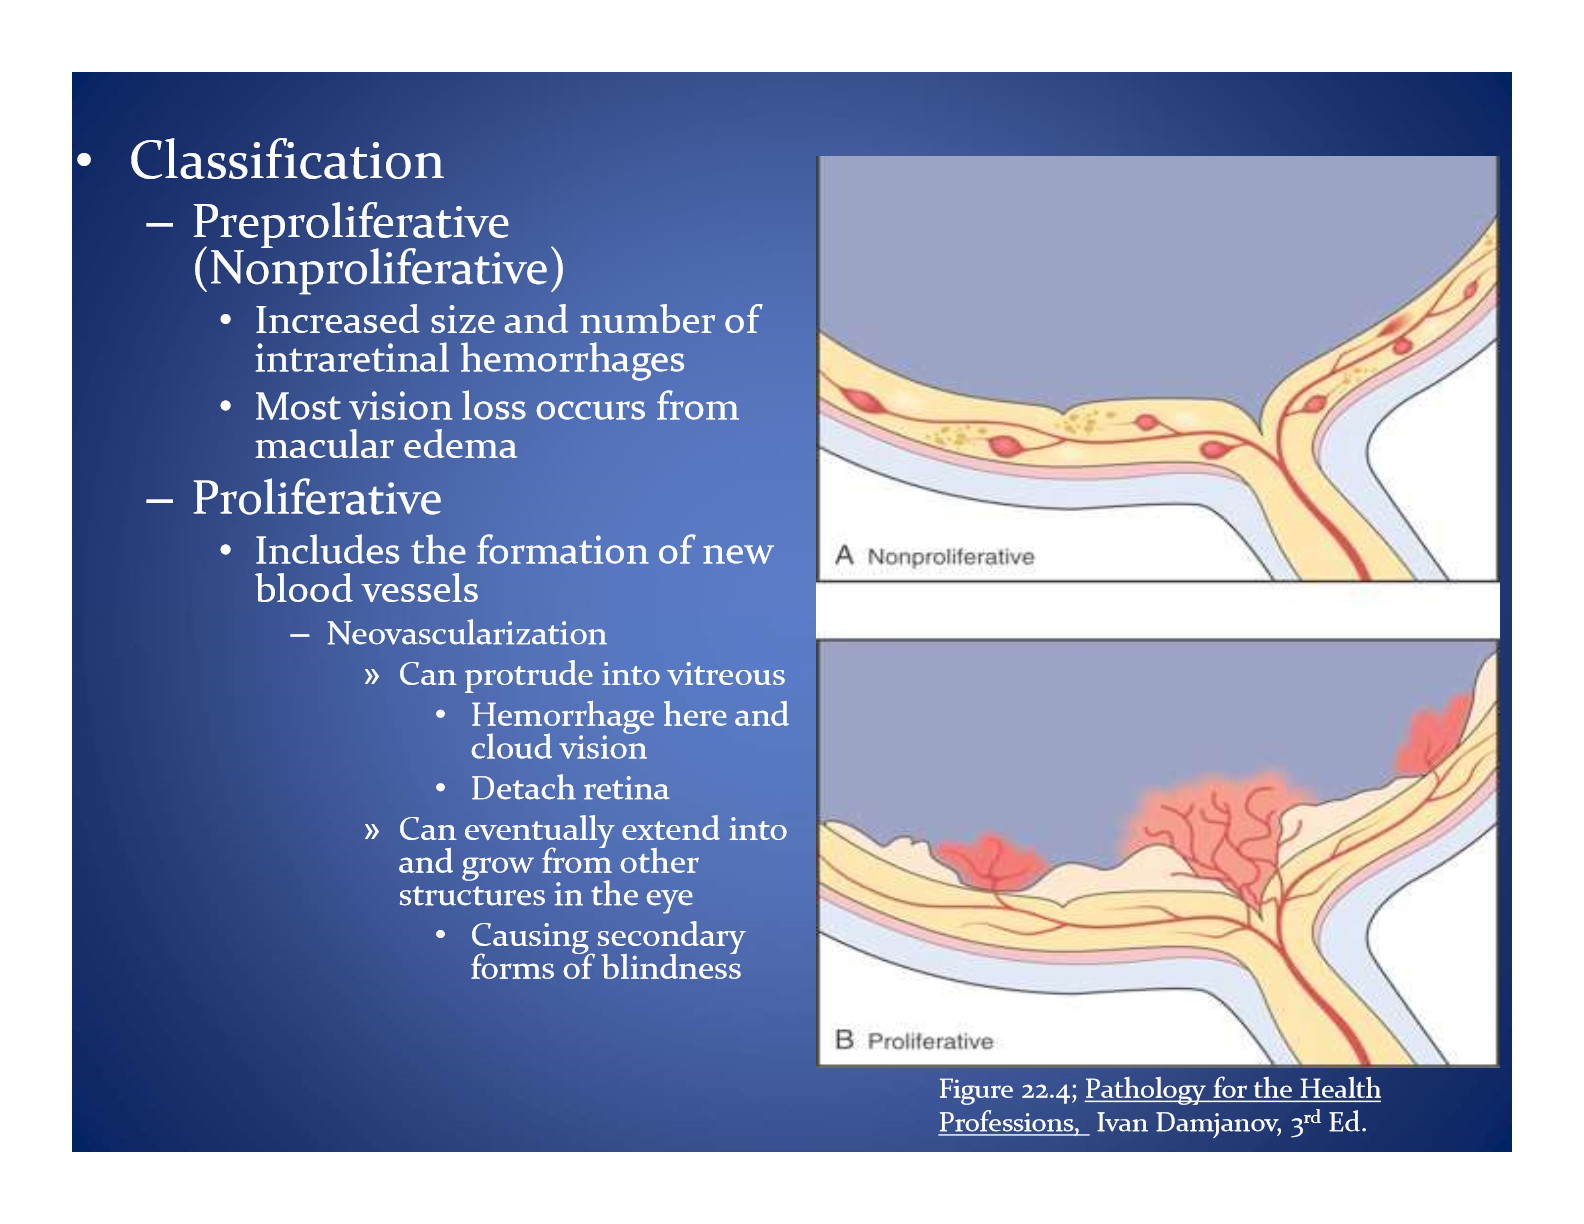 • Classification
– Preproliferative
(Nonproliferative)
• Increased size and number of
intraretinal hemorrhages
• Most vision loss occurs from
macular edema
– Proliferative
• Includes the formation of new
blood vessels
– Neovascularization
» Can protrude into vitreous
• Hemorrhage here and
cloud vision
• Detach retina
» Can eventually extend into
and grow from other
structures in the eye
• Causing secondary
forms of blindness
A Nonproliferative
B Proliferative
Figure 22.4; Pathology for the Health
Professions, Ivan Damjanov, 3rd Ed.